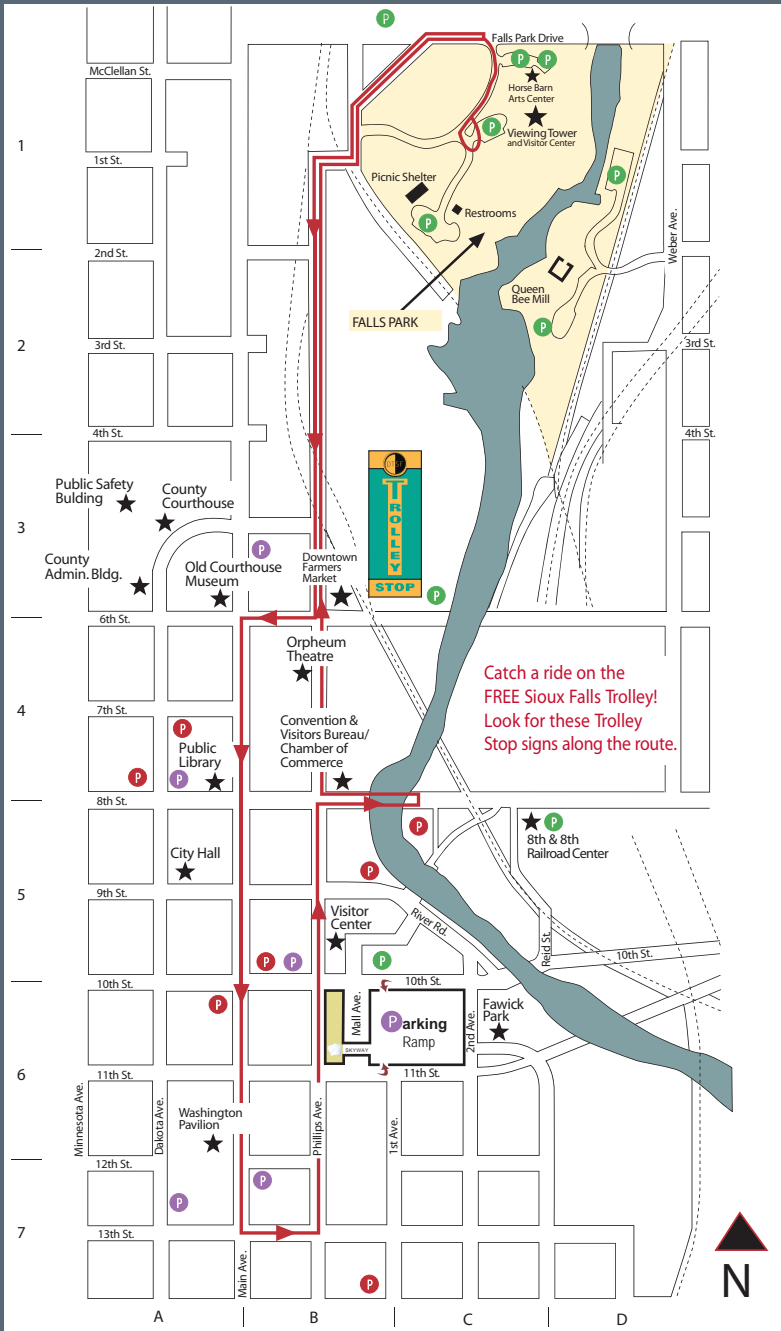 P
Falls Park Drive
P P
McClellan St.
Horse Barn
Arts Center
P
Viewing Tower
and Visitor Center
1
1st St.
Picnic Shelter
P
Restrooms
P
Weber Ave.
2nd St.
Queen
Bee Mill
FALLS PARK
P
2
3rd St.
3rd St.
4th St.
4th St.
TROLLEY
STOP
Public Safety
Bulding
County
Courthouse
3
P
Downtown
Farmers
Market
County
Admin. Bldg.
Old Courthouse
Museum
P
6th St.
Orpheum
Theatre
Catch a ride on the
FREE Sioux Falls Trolley!
Look for these Trolley
Stop signs along the route.
4
7th St.
Convention &
Visitors Bureau/
Chamber of
Commerce
P
Public
Library
P P
8th St.
P
P
8th & 8th
Railroad Center
City Hall
P
5
9th St.
Visitor
Center
River Rd.
Reid St.
10th St.
P P
P
10th St.
10th St.
P
Mall Ave.
Parking
Ramp
2nd Ave.
Fawick
Park
SKYWAY
6
11th St.
11th St.
Minnesota Ave.
Dakota Ave.
Washington
Pavilion
Phillips Ave.
1st Ave.
12th St.
P
P
7
13th St.
Main Ave.
P
N
A B C D